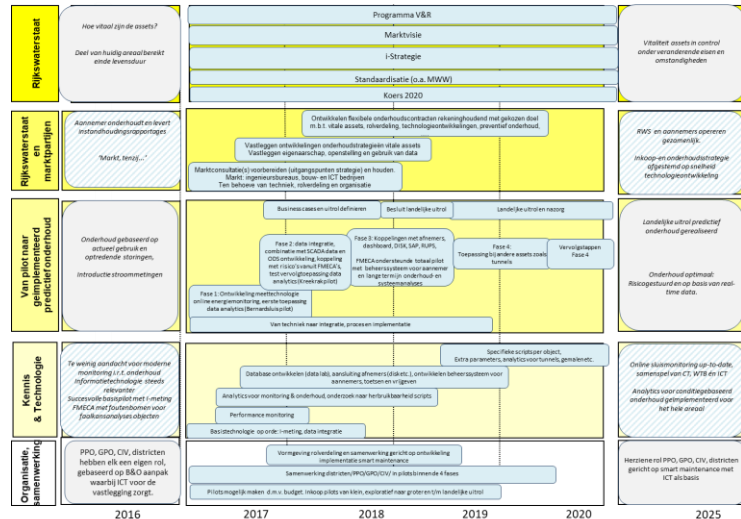 Rijkswaterstaat
Hoe vitaal zijn de assets?
Deel van huidig areaal bereikt
einde levensduur
Programma V&R
Marktvisie
i-Strategie
Standaardisatie (o.a. MWW)
Koers 2020
Vitaliteit assets in control
onder veranderende eisen en
omstandigheden
Rijkswaterstaat
en
marktpartijen
Aannemer onderhoudt en levert
instandhoudingsrapportages
"Markt, tenzij..."
Ontwikkelen flexibele onderhoudscontracten rekeninghoudend met gekozen doel
m.b.t. vitale assets, rolverdeling, technologieontwikkelingen, preventief onderhoud,
Vastleggen ontwikkelingen onderhoudstrategieën vitale assets
Vastleggen eigenaarschap, openstelling en gebruik van data
Marktconsultatie(s) voorbereiden (uitgangspunten strategie) en houden.
Markt: ingenieursbureaus, bouw- en ICT bedrijven
Ten behoeve van techniek, rolverdeling en organisatie
RWS en aannemers opereren
gezamenlijk.
Inkoop-en onderhoudstrategie
afgestemd op snelheid
technologieontwikkeling
Van pilot naar
geïmplementeerd
predictief onderhoud
Onderhoud gebaseerd op
actueel gebruik en
optredende storingen,
Introductie stroommetingen
Business cases en uitrol definieren
Besluit landelijke uitrol
Landelijke uitrol en nazorg
Fase 2: data integratie,
combinatie met SCADA data en
ODS ontwikkeling, koppeling
met risico's vanuit FMECA's,
test vervolgtoepassing data
analytics (Kreekrak pilot)
Fase 3: Koppelingen met afnemers,
dashboard, DISK, SAP, RUPS,
FMECA ondersteunde totaal pilot
met beheersysteem voor aannemer
en langetermijn onderhoud- en
systeemanalyses
Fase 4:
Toepassing bij andere assets zoals
tunnels
Vervolgstappen
Fase 4
Fase 1: Ontwikkeling meettechnologie
online energiemonitoring, eerste toepassing
data analytics (Bernardsluis pilot)
Van techniek naar integratie, proces en implementatie
Landelijke uitrol predictief
onderhoud gerealiseerd
Onderhoud optimaal:
Risicogestuurd en op basis van real-
time data.
Kennis
& Technologie
Te weinig aandacht voor moderne
monitoring i.r.t. onderhoud
Informatietechnologie steeds
relevanter
Succesvolle basispilot met i-meting
FMECA met foutenbomen voor
faalkansanalyses objecten
Specifieke scripts per object,
Extra parameters, analytics voor tunnels, gemalen etc.
Database ontwikkelen (data lab), aansluiting afnemers (disk etc.), ontwikkelen beheersysteem voor
aannemers, toetsen en vrijgeven
Analytics voor monitoring & onderhoud, onderzoek naar herbruikbaarheid scripts
Performance monitoring
Basistechnologie op orde: i-meting, data integratie
Online sluismonitoring up-to-date,
samenspel van CT, WTB én ICT
Analytics voor conditiegebaseerd
onderhoud geïmplementeerd voor
het hele areaal
Organisatie,
samenwerking
PPO, GPO, CIV, districten
hebben elk een eigen rol,
gebaseerd op B&O aanpak
waarbij ICT voor de
vastlegging zorgt.
Vormgeving rolverdeling en samenwerking gericht op ontwikkeling
implementatie smart maintenance
Samenwerking districten/PPO/GPO/CIV/ in pilots binnen de 4 fases
Pilots mogelijk maken d.m.v. budget. inkoop pilots van klein, exploratief naar groter en t/m landelijke uitrol
Herziene rol PPO, GPO, CIV, districten
gericht op smart maintenance met
ICT als basis
2016
2017
2018
2019
2020
2025